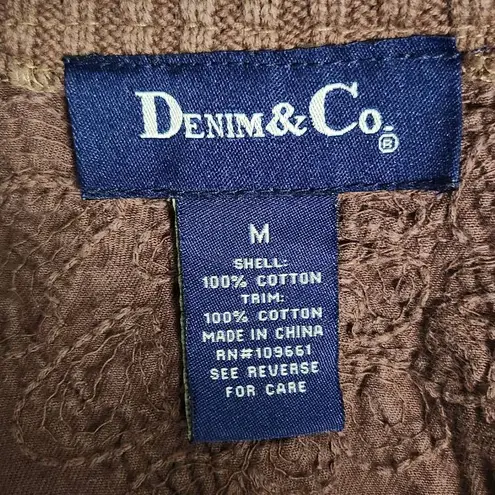 DENIM & CO.®
M
SHELL:
100% COTTON
TRIM:
100% COTTON
MADE IN CHINA
RN#109661
SEE REVERSE
FOR CARE